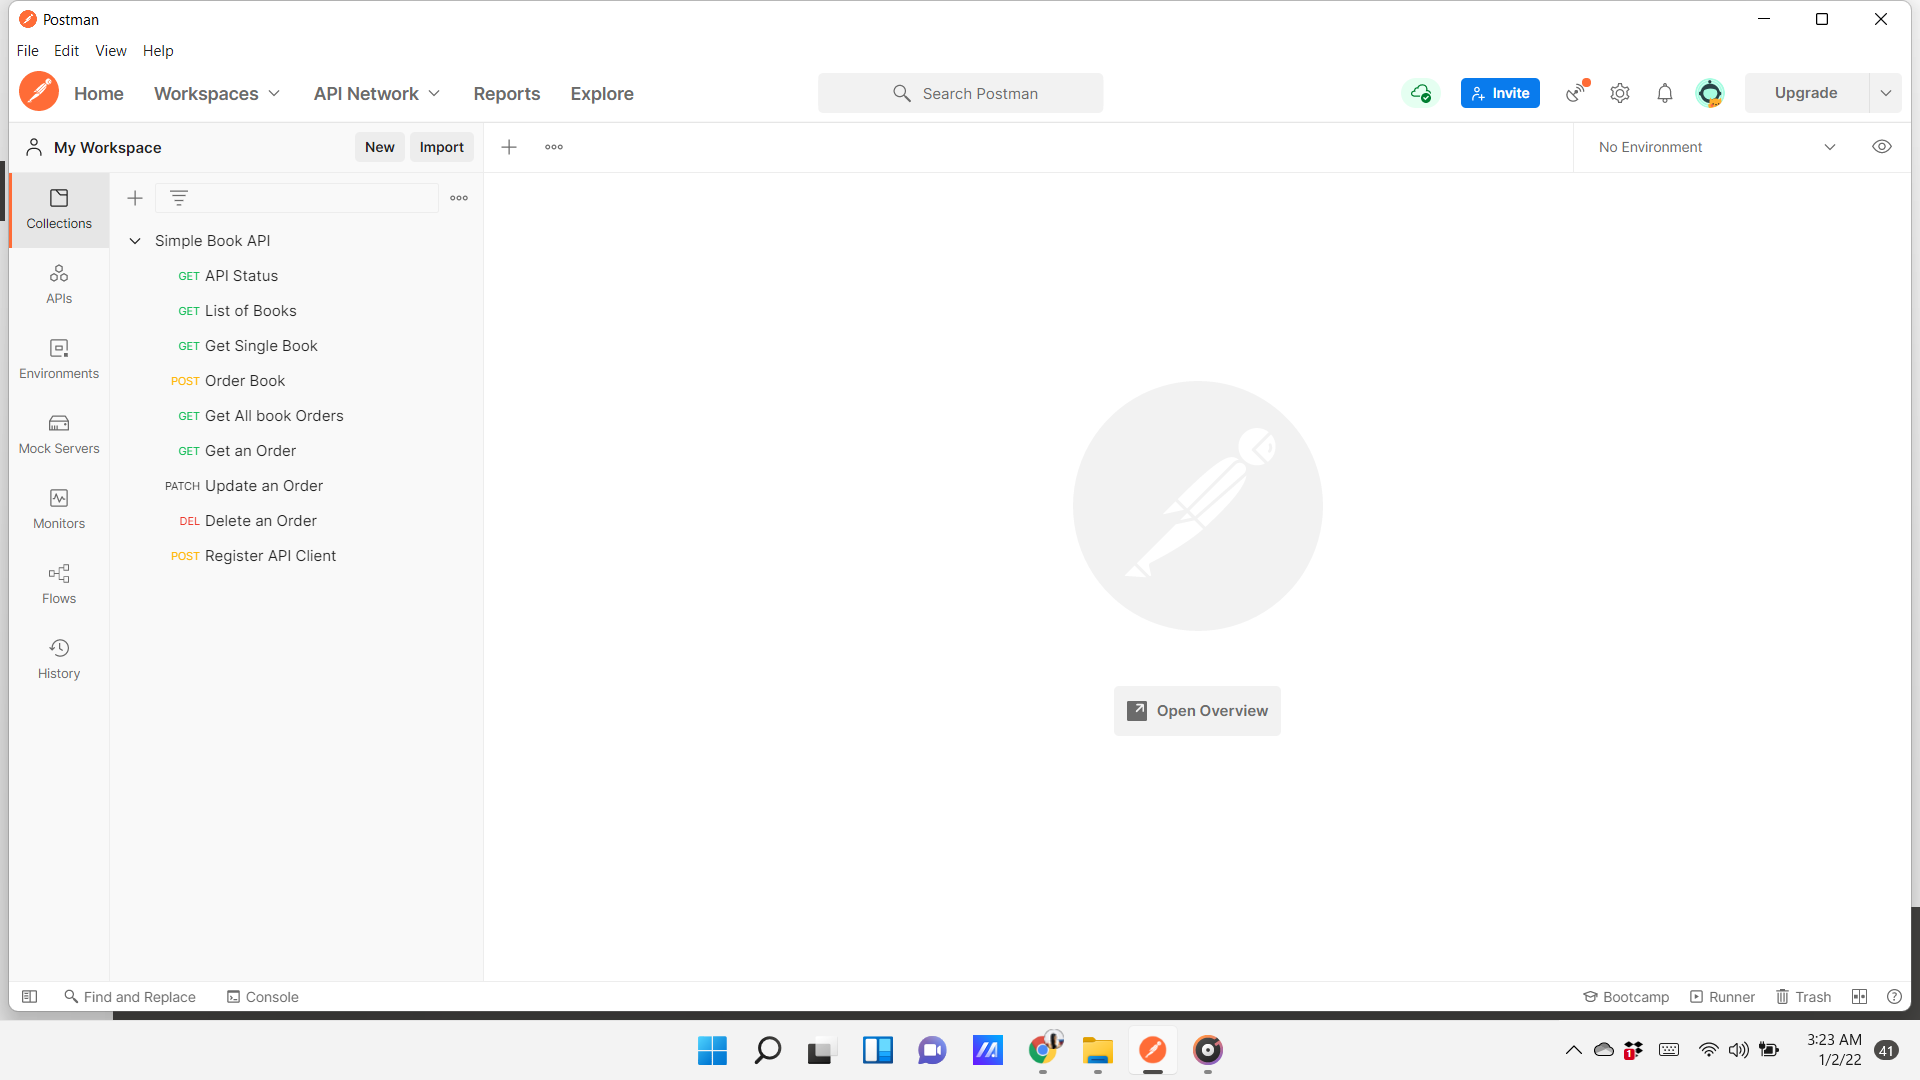 Postman
File Edit View Help
Home Workspaces API Network Reports Explore Search Postman Invite Upgrade
My Workspace New Import No Environment
Collections
Simple Book API
GET API Status
APIs
GET List of Books
GET Get Single Book
Environments
POST Order Book
GET Get All book Orders
Mock Servers
GET Get an Order
PATCH Update an Order
Monitors
DEL Delete an Order
POST Register API Client
Flows
History
Open Overview
Find and Replace Console Bootcamp Runner Trash
1
3:23 AM
1/2/22
41